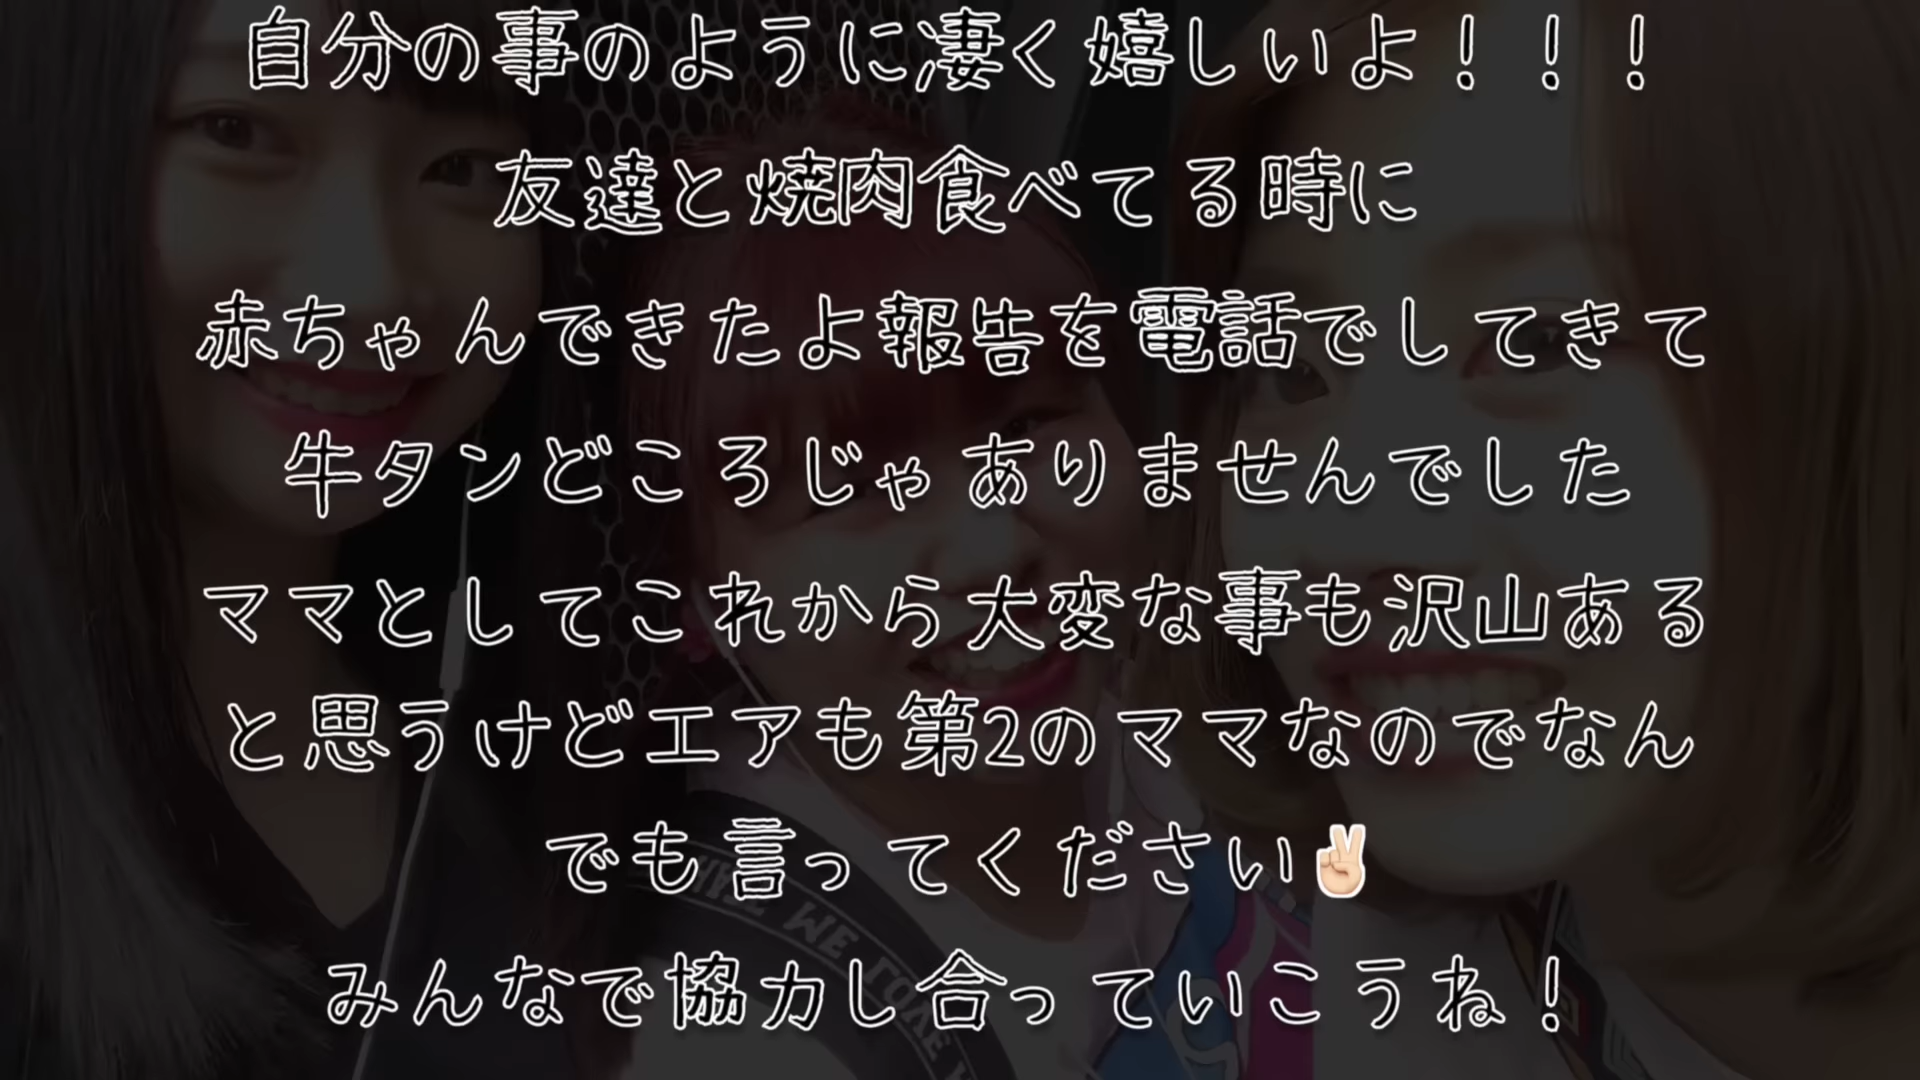 自分の事のように凄く嬉しいよ！！！
友達と焼肉食べてる時に
赤ちゃんできたよ報告を電話でしてきて
牛タンどころじゃありませんでした
ママとしてこれから大変な事も沢山ある
と思うけどエアも第2のママなのでなん
でも言ってください✌🏻
みんなで協力し合っていこうね！